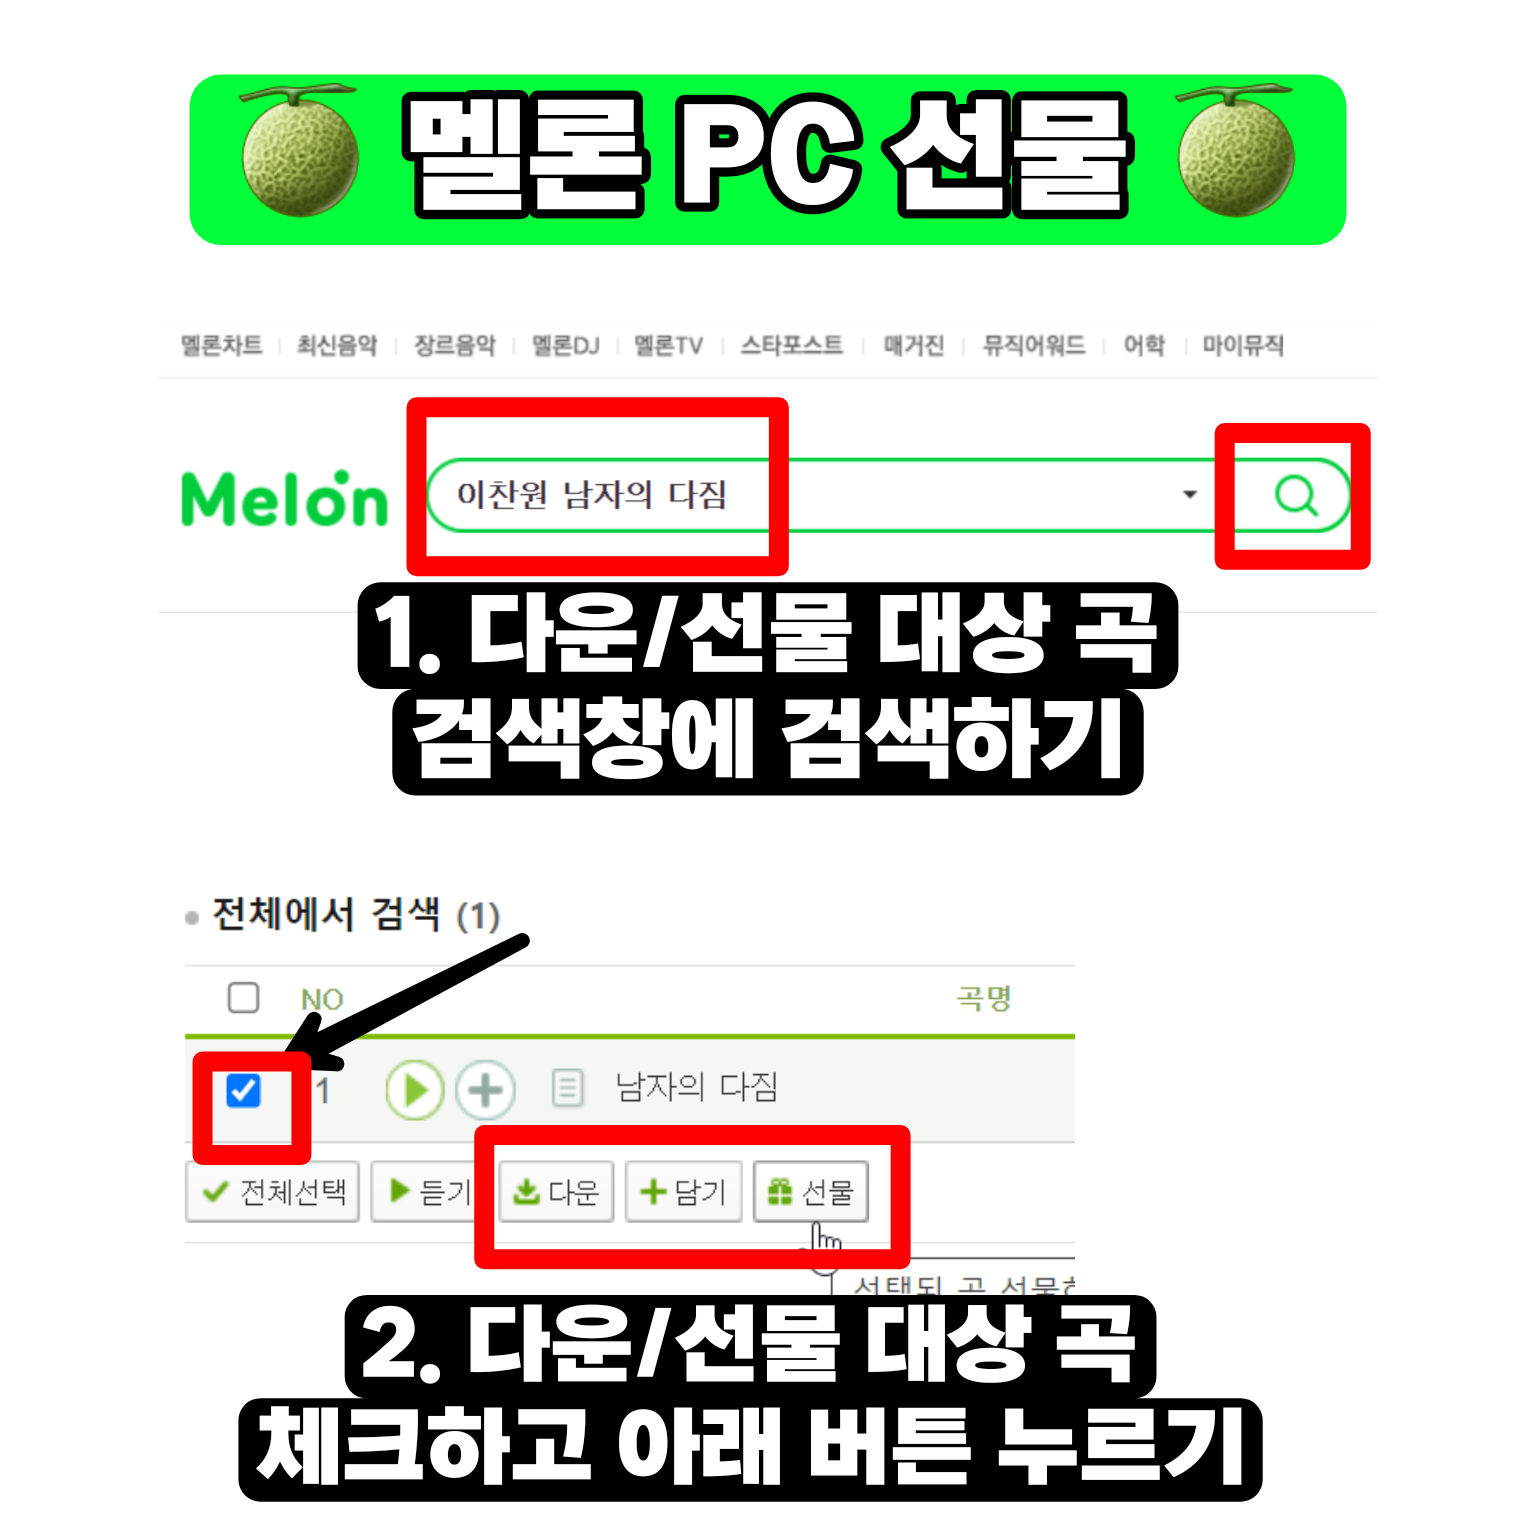 멜론 PC 선물
멜론차트 최신음악 장르음악 멜론DJ 멜론TV 스타포스트 매거진 뮤직어워드 어학 마이뮤직
Melon 이찬원 남자의 다짐
1. 다운/선물 대상 곡
검색창에 검색하기
전체에서 검색 (1)
NO 곡명
1 남자의 다짐
전체선택 듣기 다운 담기 선물
선택된 곡 선물
2. 다운/선물 대상 곡
체크하고 아래 버튼 누르기